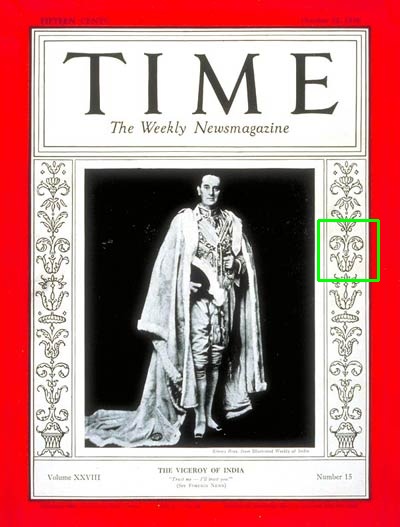 FIFTEEN CENTS
TIME
The Weekly Newsmagazine
THE VICEROY OF INDIA
Volume XXVIII
"Trust me — I'll trust you"
Number 15
(See FOREIGN NEWS)